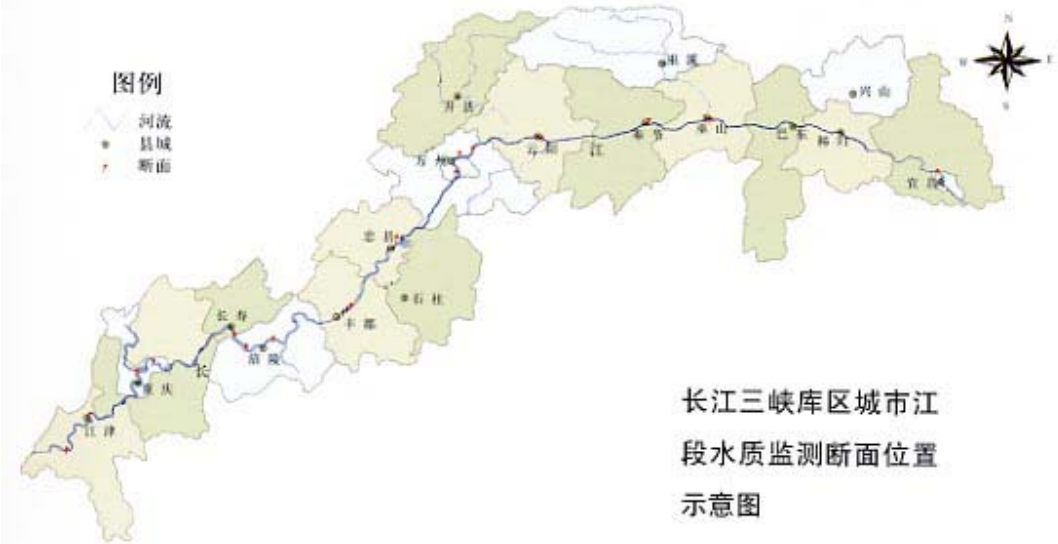 N
W
E
S
图例
河流
县城
断面
巫溪
兴山
开县
万州
云阳
江
奉节
巫山
巴东
秭归
宜昌
忠县
石柱
丰都
长寿
涪陵
长
重庆
江津
长江三峡库区城市江
段水质监测断面位置
示意图